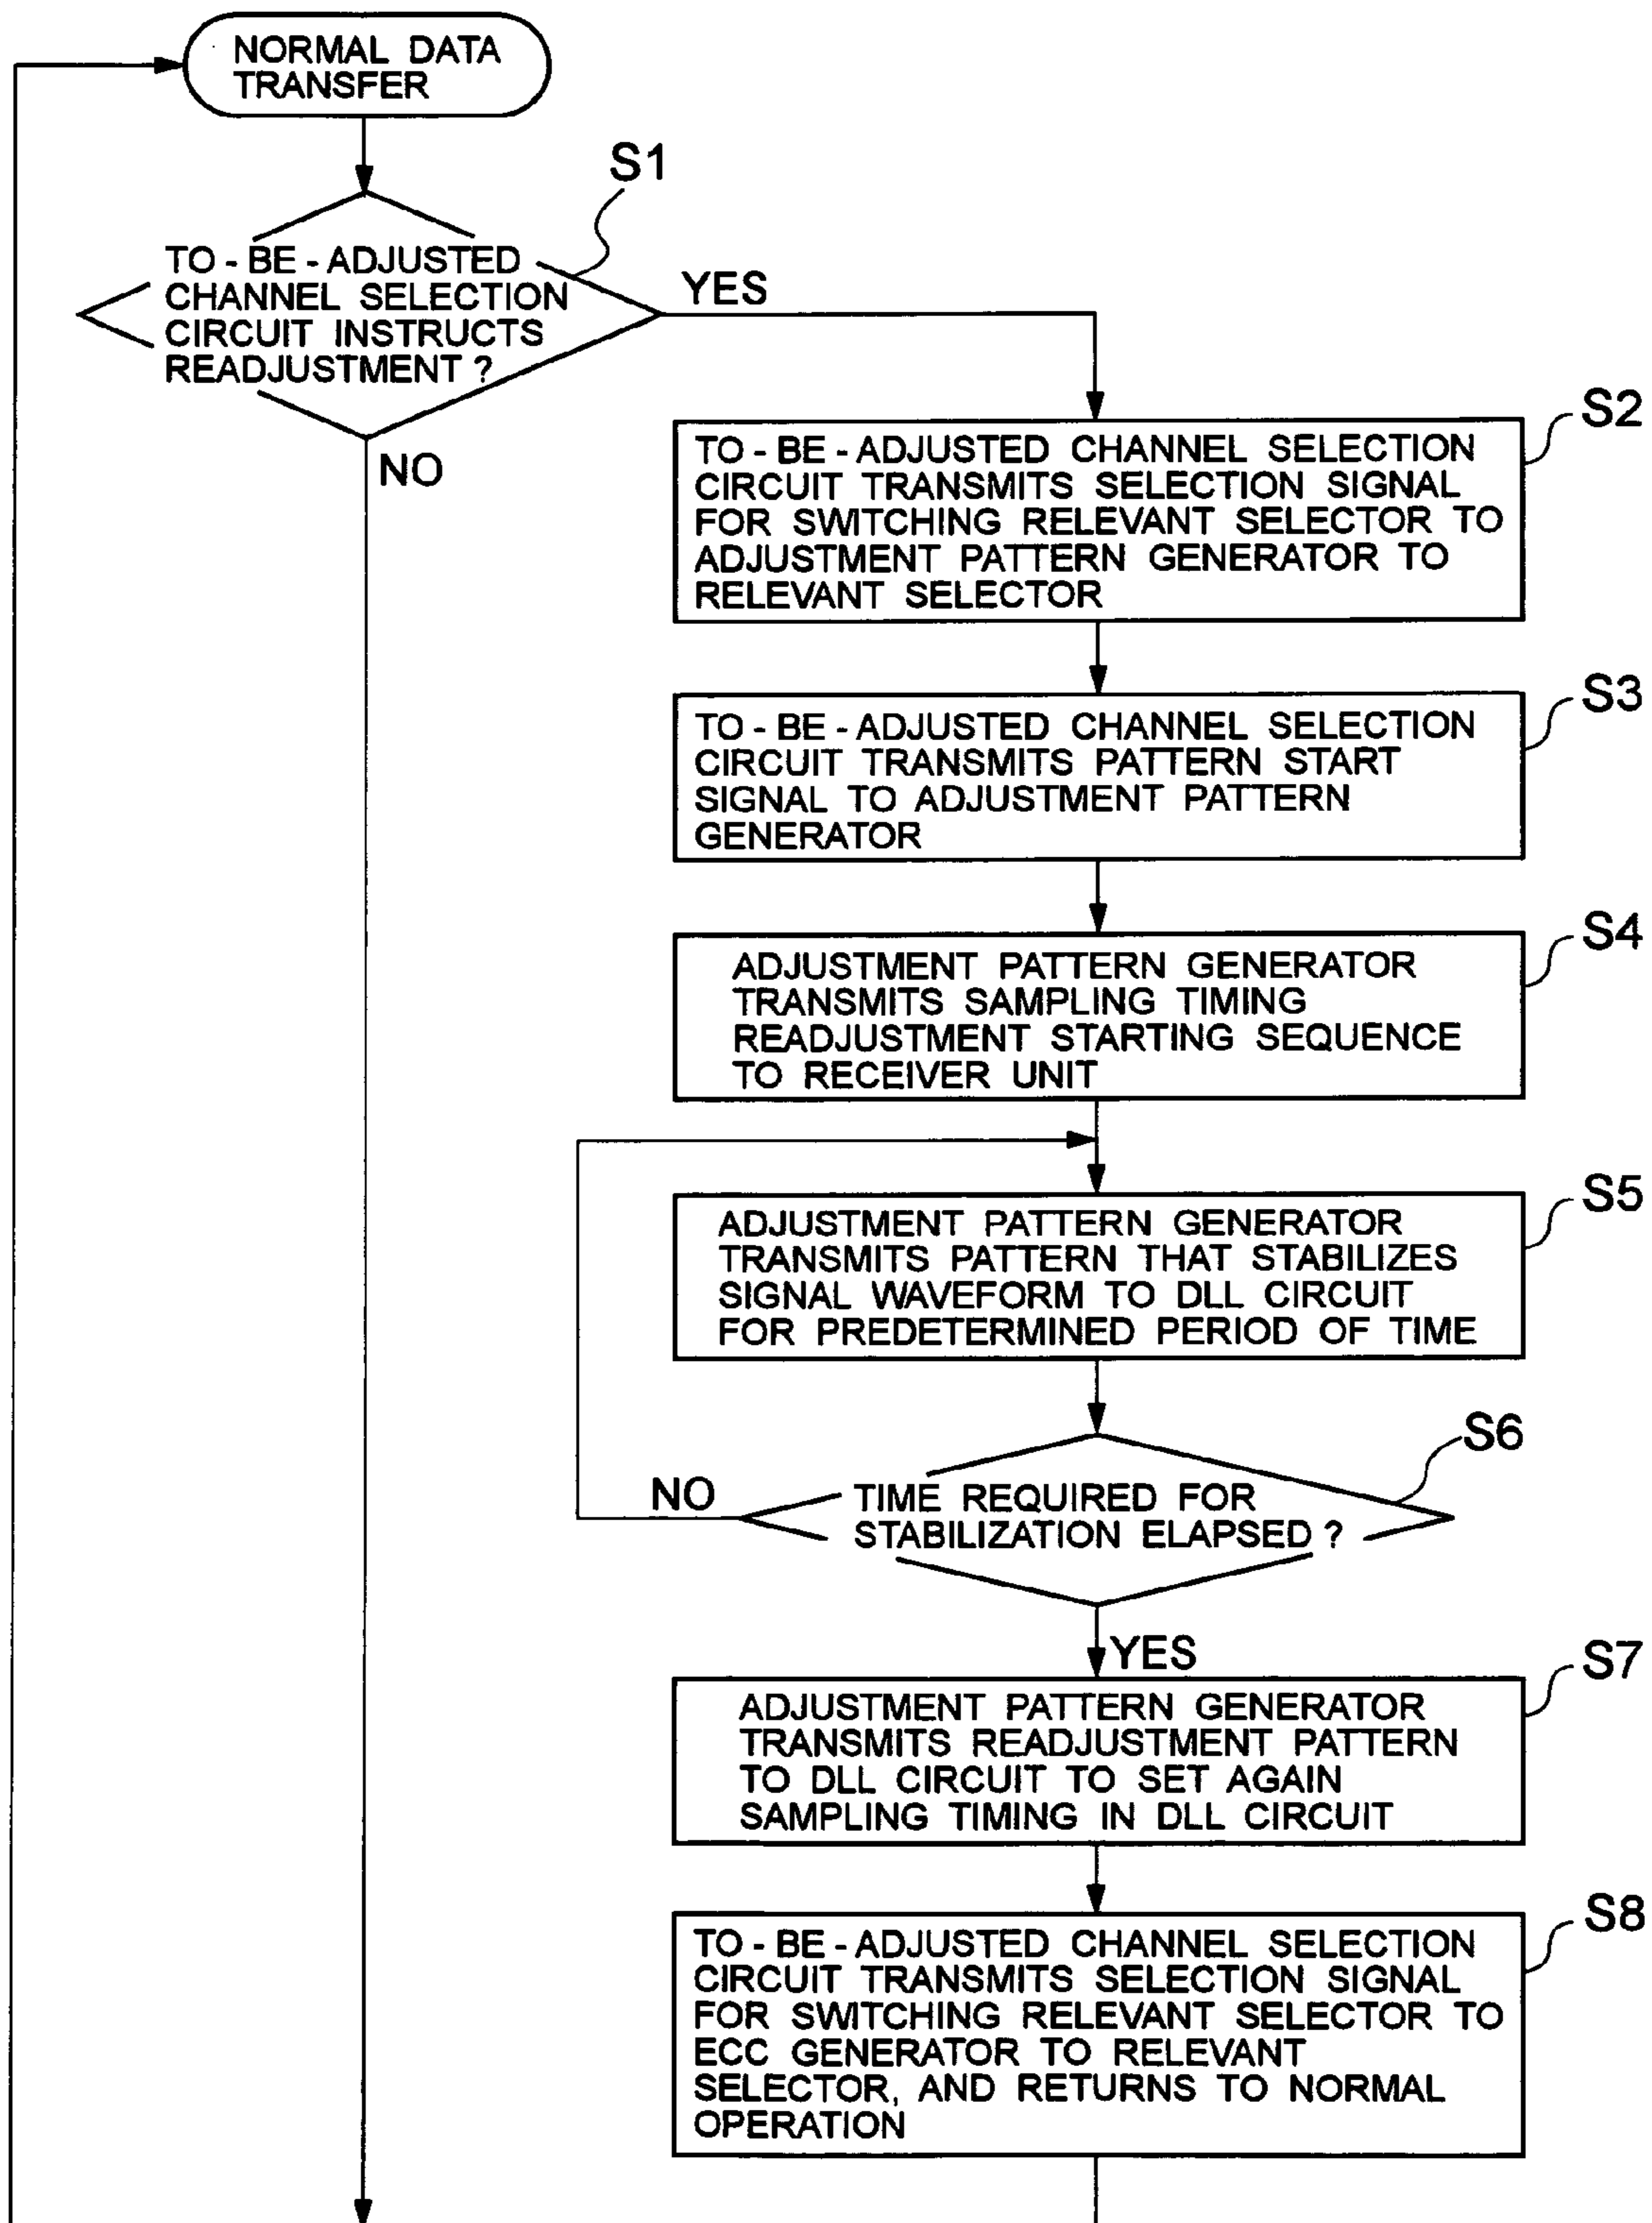 NORMAL DATA
TRANSFER
S1
TO - BE - ADJUSTED
CHANNEL SELECTION
CIRCUIT INSTRUCTS
READJUSTMENT ?
YES
NO
S2
TO - BE - ADJUSTED CHANNEL SELECTION
CIRCUIT TRANSMITS SELECTION SIGNAL
FOR SWITCHING RELEVANT SELECTOR TO
ADJUSTMENT PATTERN GENERATOR TO
RELEVANT SELECTOR
S3
TO - BE - ADJUSTED CHANNEL SELECTION
CIRCUIT TRANSMITS PATTERN START
SIGNAL TO ADJUSTMENT PATTERN
GENERATOR
S4
ADJUSTMENT PATTERN GENERATOR
TRANSMITS SAMPLING TIMING
READJUSTMENT STARTING SEQUENCE
TO RECEIVER UNIT
S5
ADJUSTMENT PATTERN GENERATOR
TRANSMITS PATTERN THAT STABILIZES
SIGNAL WAVEFORM TO DLL CIRCUIT
FOR PREDETERMINED PERIOD OF TIME
S6
NO
TIME REQUIRED FOR
STABILIZATION ELAPSED ?
YES
S7
ADJUSTMENT PATTERN GENERATOR
TRANSMITS READJUSTMENT PATTERN
TO DLL CIRCUIT TO SET AGAIN
SAMPLING TIMING IN DLL CIRCUIT
S8
TO - BE - ADJUSTED CHANNEL SELECTION
CIRCUIT TRANSMITS SELECTION SIGNAL
FOR SWITCHING RELEVANT SELECTOR TO
ECC GENERATOR TO RELEVANT
SELECTOR, AND RETURNS TO NORMAL
OPERATION